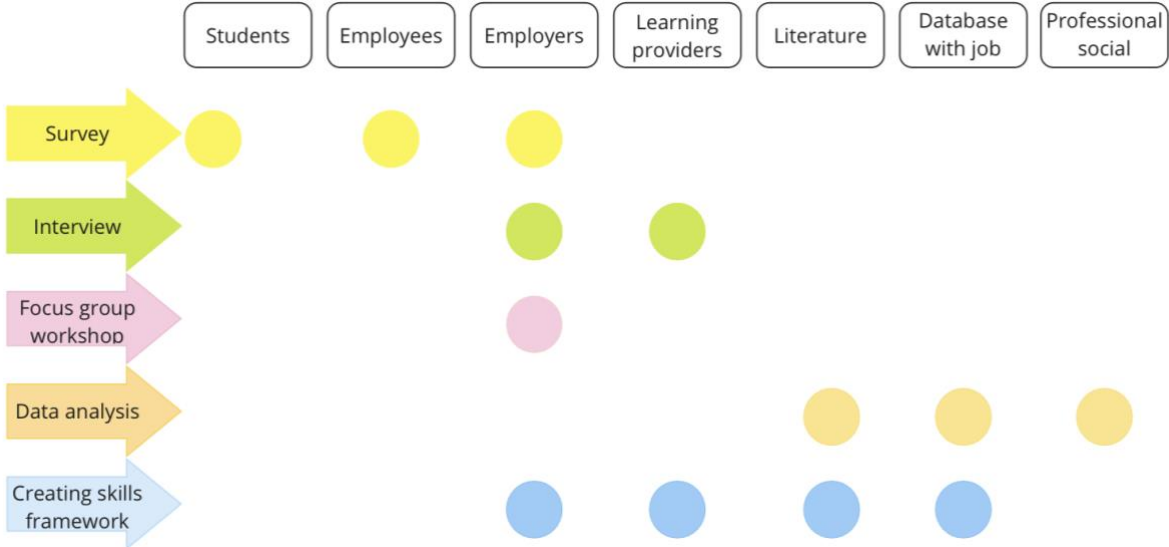 Students
Employees
Employers
Learning
providers
Literature
Database
with job
Professional
social
Survey
Interview
Focus group
workshop
Data analysis
Creating skills
framework